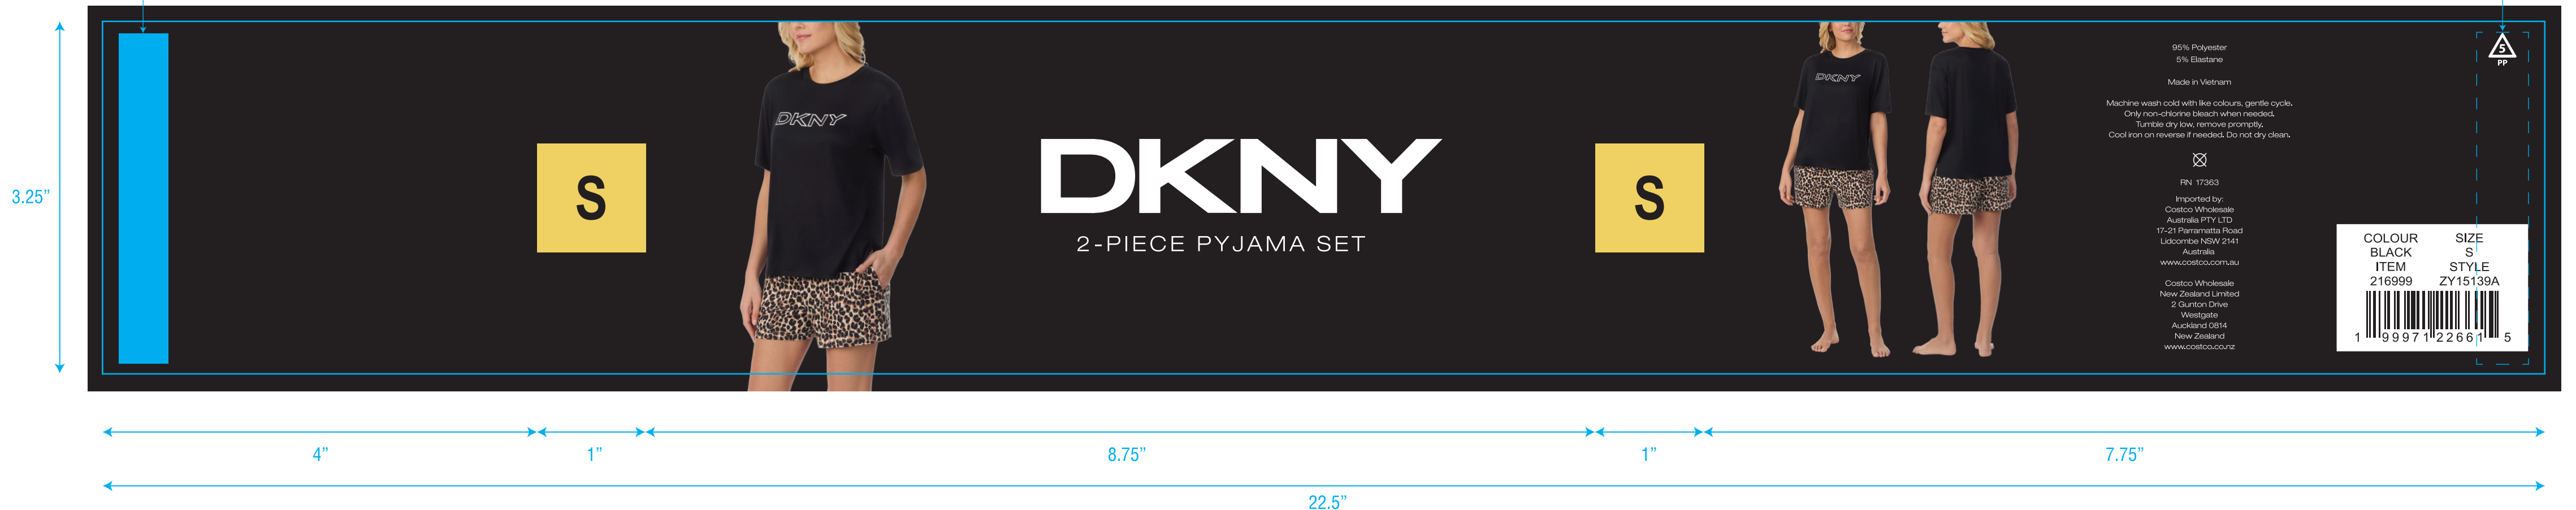 3.25”
S
DKNY
DKNY
2-PIECE PYJAMA SET
S
DKNY
95% Polyester
5% Elastane
Made in Vietnam
Machine wash cold with like colours, gentle cycle.
Only non-chlorine bleach when needed.
Tumble dry low, remove promptly.
Cool iron on reverse if needed. Do not dry clean.
RN 17363
Imported by:
Costco Wholesale
Australia PTY LTD
17-21 Parramatta Road
Lidcombe NSW 2141
Australia
www.costco.com.au
Costco Wholesale
New Zealand Limited
2 Gunton Drive
Westgate
Auckland 0814
New Zealand
www.costco.co.nz
5
PP
COLOUR SIZE
BLACK S
ITEM STYLE
216999 ZY15139A
1 99971 22661 5
4” 1” 8.75” 1” 7.75”
22.5”